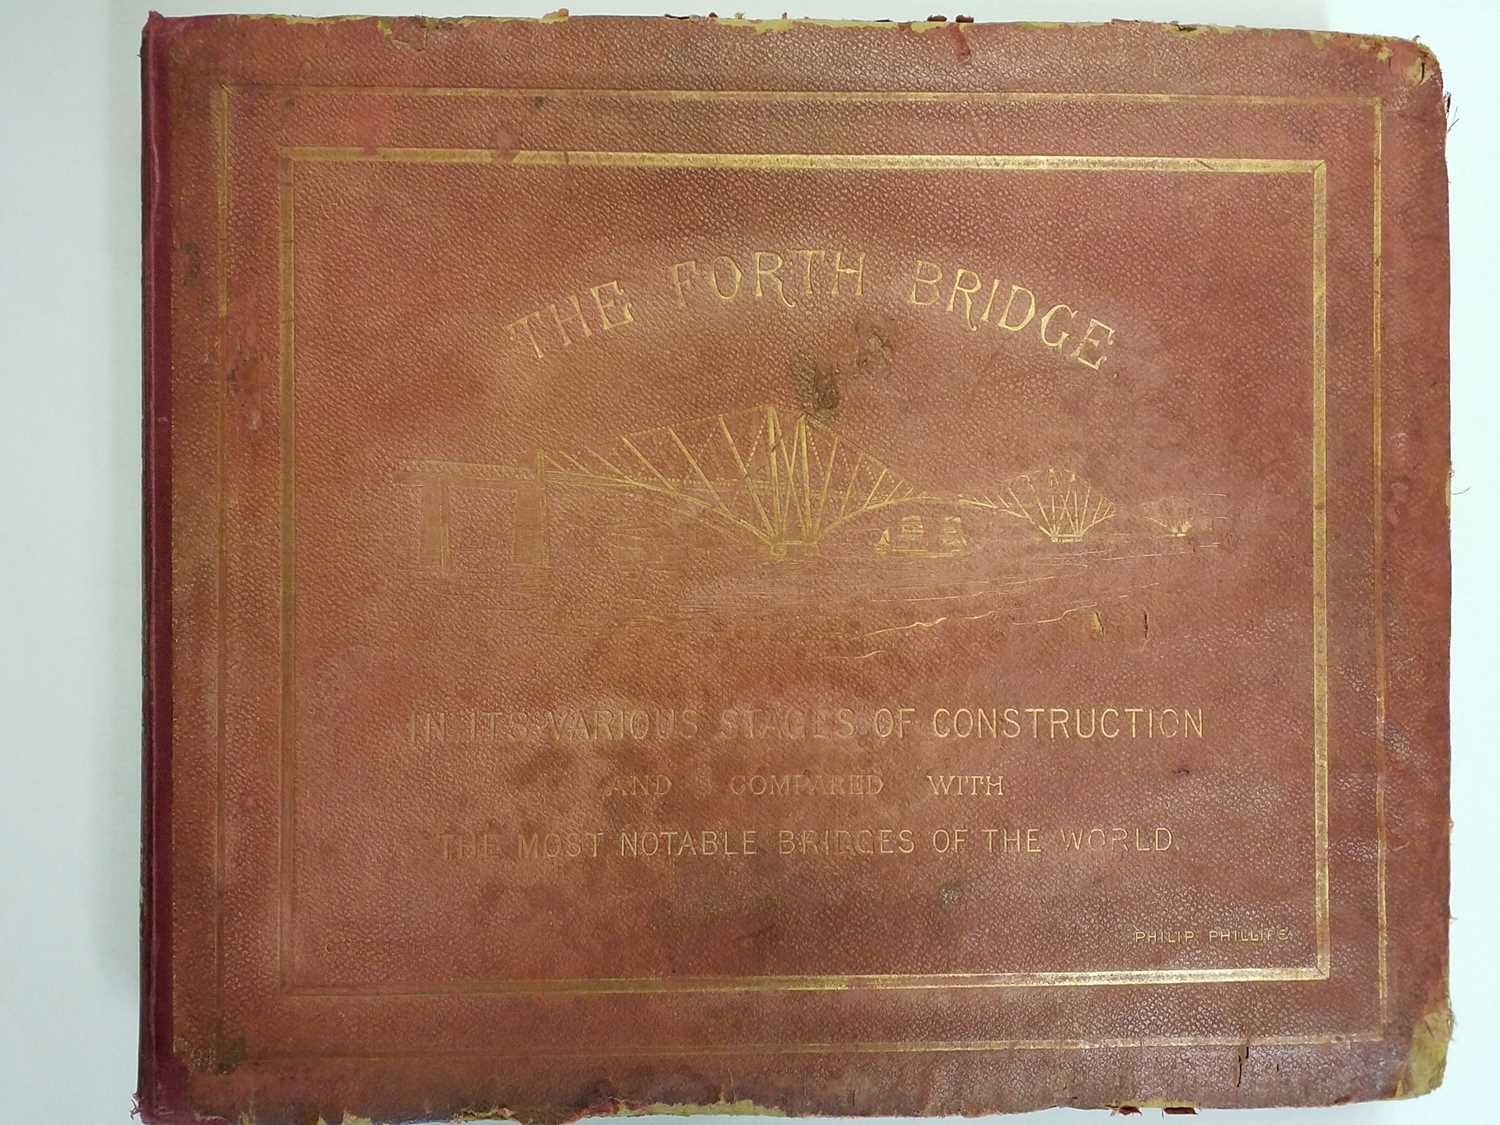 THE FORTH BRIDGE
IN ITS VARIOUS STAGES OF CONSTRUCTION
AND COMPARED WITH
THE MOST NOTABLE BRIDGES OF THE WORLD.
PHILIP PHILLIPS